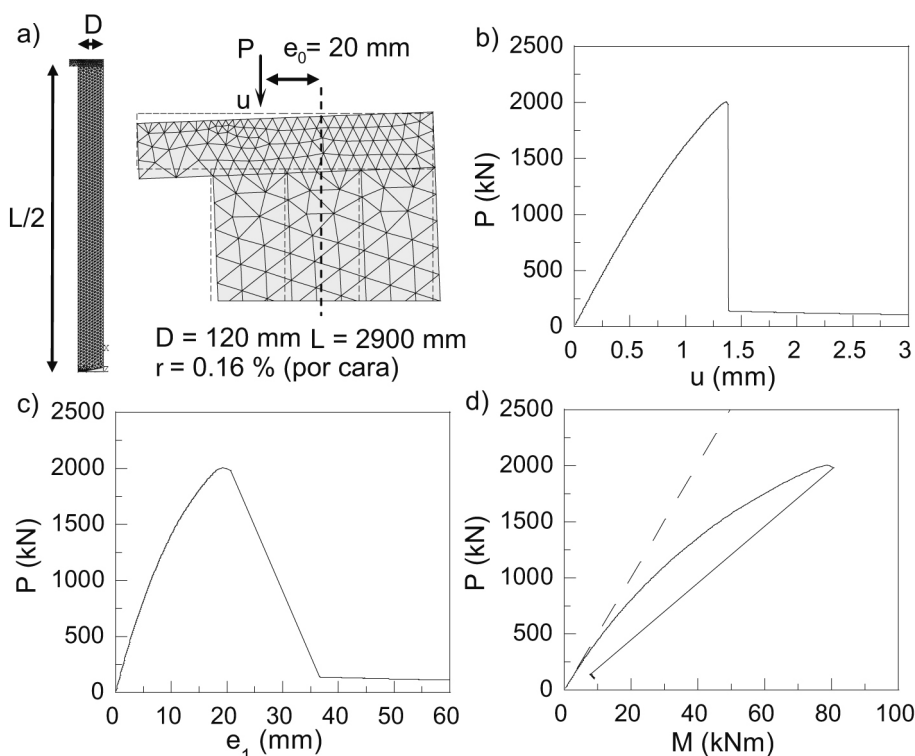 a)
D
L/2
x
z
P
e0= 20 mm
u
D = 120 mm L = 2900 mm
r = 0.16 % (por cara)
b)
P (kN)
2500
2000
1500
1000
500
0
0 0.5 1 1.5 2 2.5 3
u (mm)
c)
P (kN)
2500
2000
1500
1000
500
0
0 20 40 60
e1 (mm)
d)
P (kN)
2500
2000
1500
1000
500
0
0 20 40 60 80 100
M (kNm)